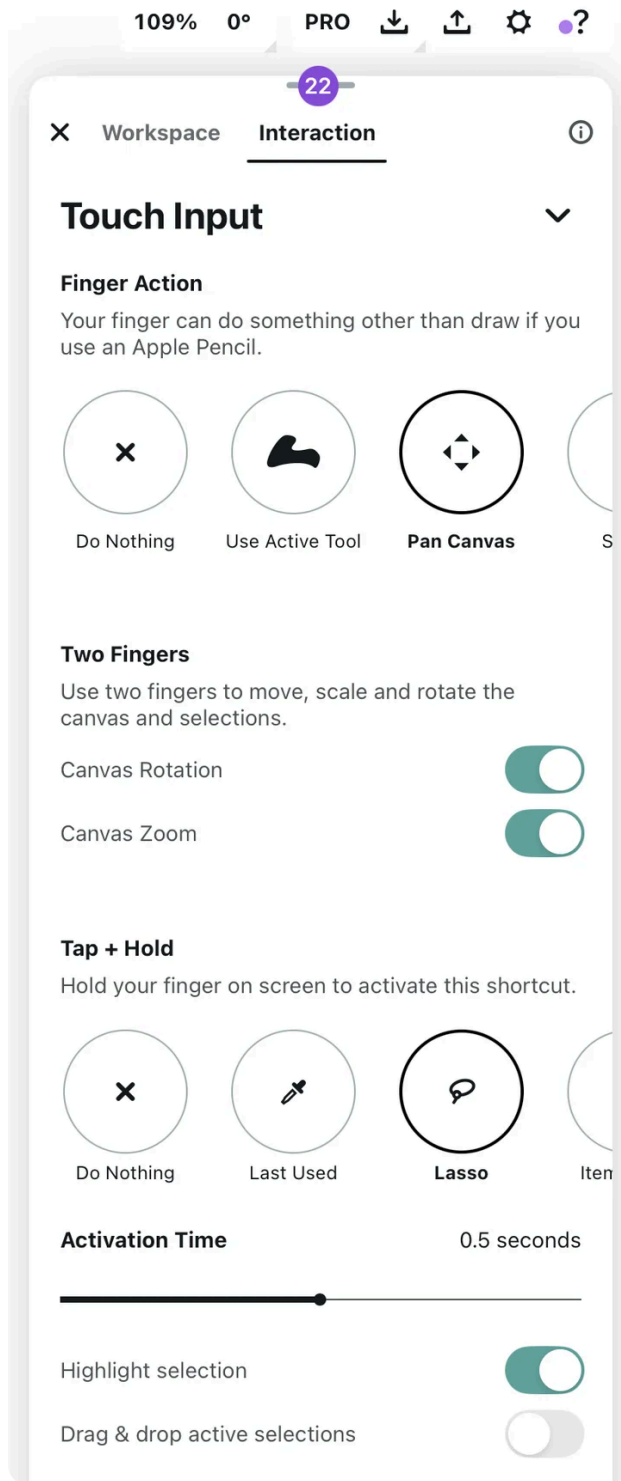 109% 0° PRO ?
22
Workspace Interaction
Touch Input
Finger Action
Your finger can do something other than draw if you
use an Apple Pencil.
Do Nothing Use Active Tool Pan Canvas S
Two Fingers
Use two fingers to move, scale and rotate the
canvas and selections.
Canvas Rotation
Canvas Zoom
Tap + Hold
Hold your finger on screen to activate this shortcut.
Do Nothing Last Used Lasso Item
Activation Time 0.5 seconds
Highlight selection
Drag & drop active selections